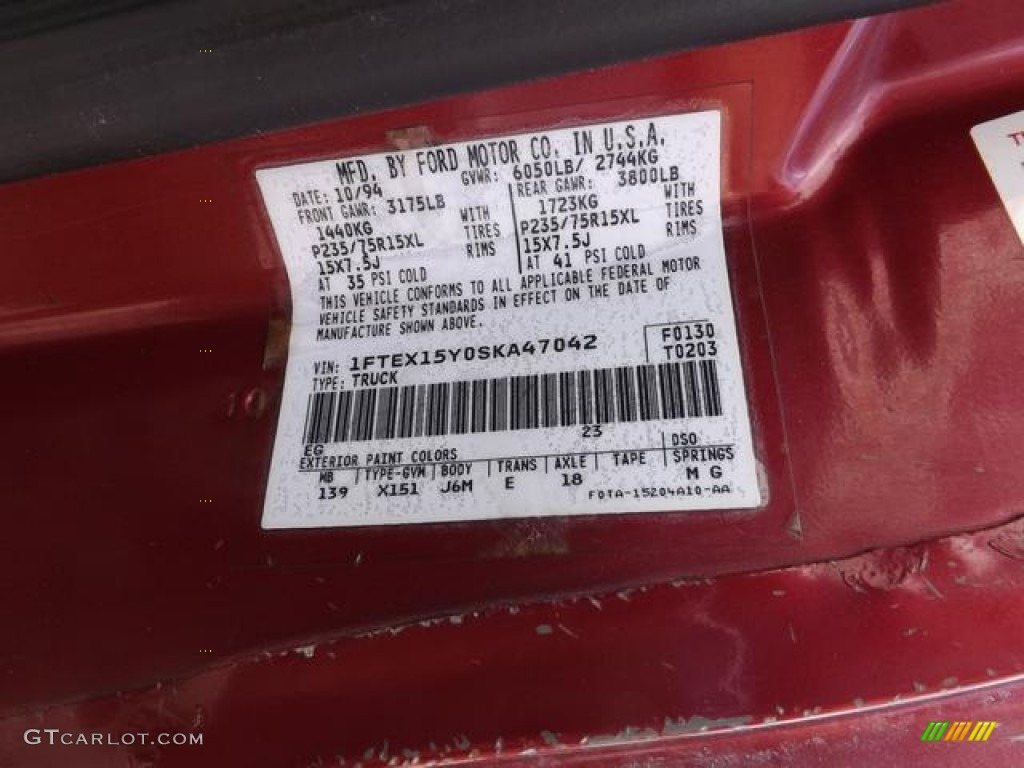 MFD. BY FORD MOTOR CO. IN U.S.A.
DATE: 10/94 GVWR: 6050LB/ 2744KG
FRONT GAWR: 3175LB REAR GAWR: 3800LB
1440KG WITH 1723KG WITH
P235/75R15XL TIRES P235/75R15XL TIRES
15X7.5J RIMS 15X7.5J RIMS
AT 35 PSI COLD AT 41 PSI COLD
THIS VEHICLE CONFORMS TO ALL APPLICABLE FEDERAL MOTOR
VEHICLE SAFETY STANDARDS IN EFFECT ON THE DATE OF
MANUFACTURE SHOWN ABOVE.
F0130
VIN: 1FTEX15Y0SKA47042 T0203
TYPE: TRUCK
23
EG DSO
EXTERIOR PAINT COLORS
WB TYPE-GVM BODY TRANS AXLE TAPE SPRINGS
139 X151 J6M E 18 M G
F0TA-15204A10-AA
GTCARLOT.COM